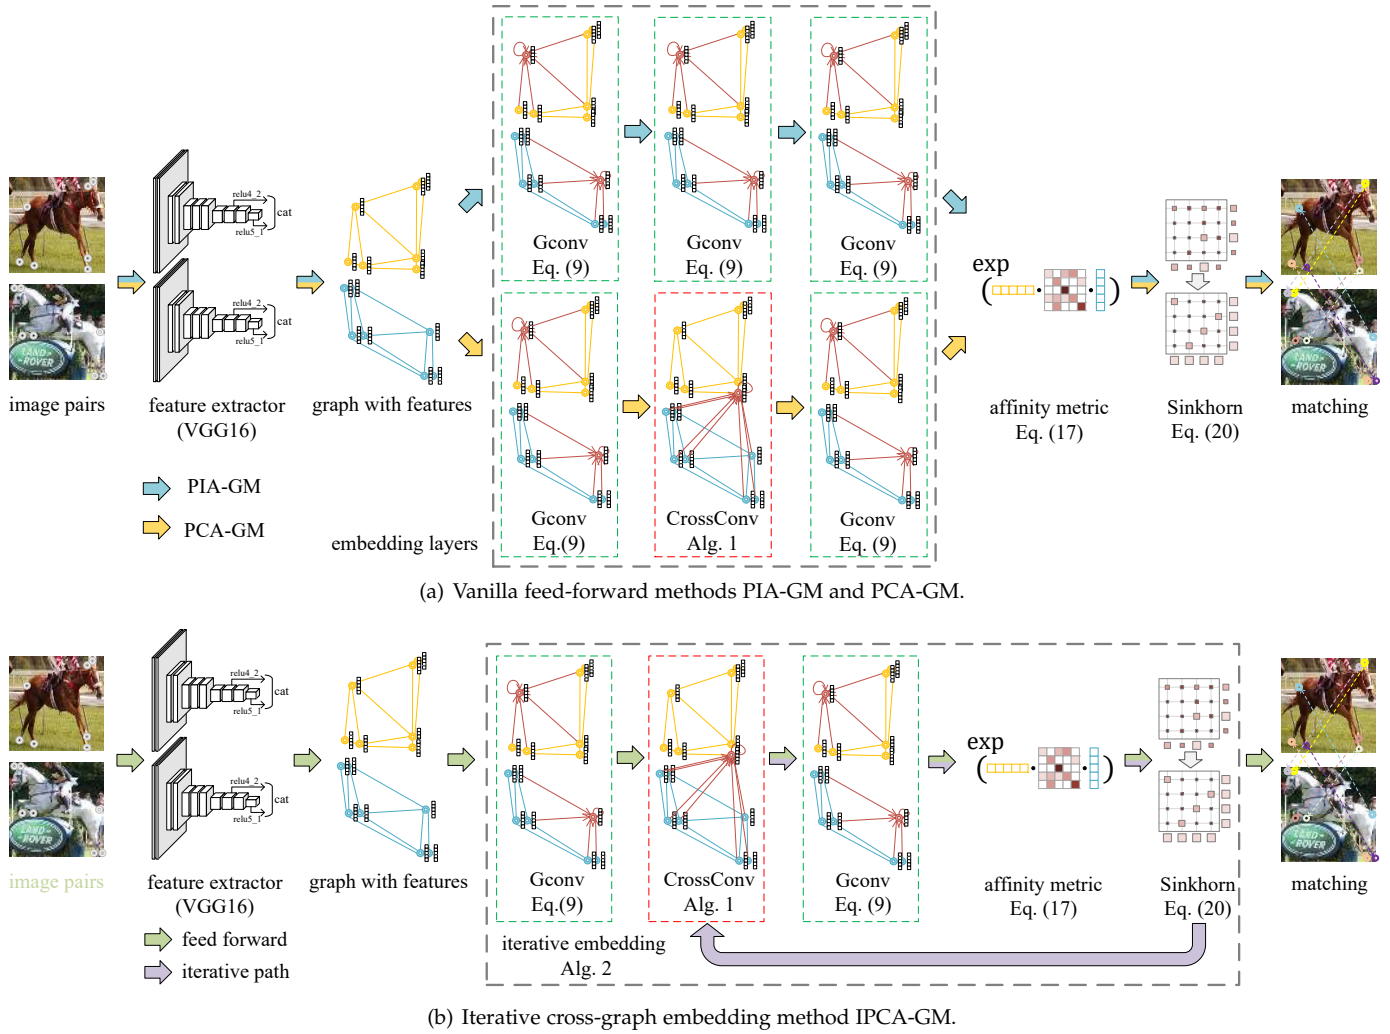 relu4_2
cat
relu5_1
relu4_2
cat
relu5_1
LAND
-ROVER
image pairs
feature extractor
(VGG16)
graph with features
PIA-GM
PCA-GM
embedding layers
Gconv
Eq. (9)
Gconv
Eq. (9)
Gconv
Eq. (9)
Gconv
Eq.(9)
CrossConv
Alg. 1
Gconv
Eq. (9)
exp
( · · )
affinity metric
Eq. (17)
Sinkhorn
Eq. (20)
matching
(a) Vanilla feed-forward methods PIA-GM and PCA-GM.
relu4_2
cat
relu5_1
relu4_2
cat
relu5_1
LAND
-ROVER
image pairs
feature extractor
(VGG16)
graph with features
feed forward
iterative path
Gconv
Eq.(9)
CrossConv
Alg. 1
Gconv
Eq. (9)
iterative embedding
Alg. 2
exp
( · · )
affinity metric
Eq. (17)
Sinkhorn
Eq. (20)
matching
(b) Iterative cross-graph embedding method IPCA-GM.